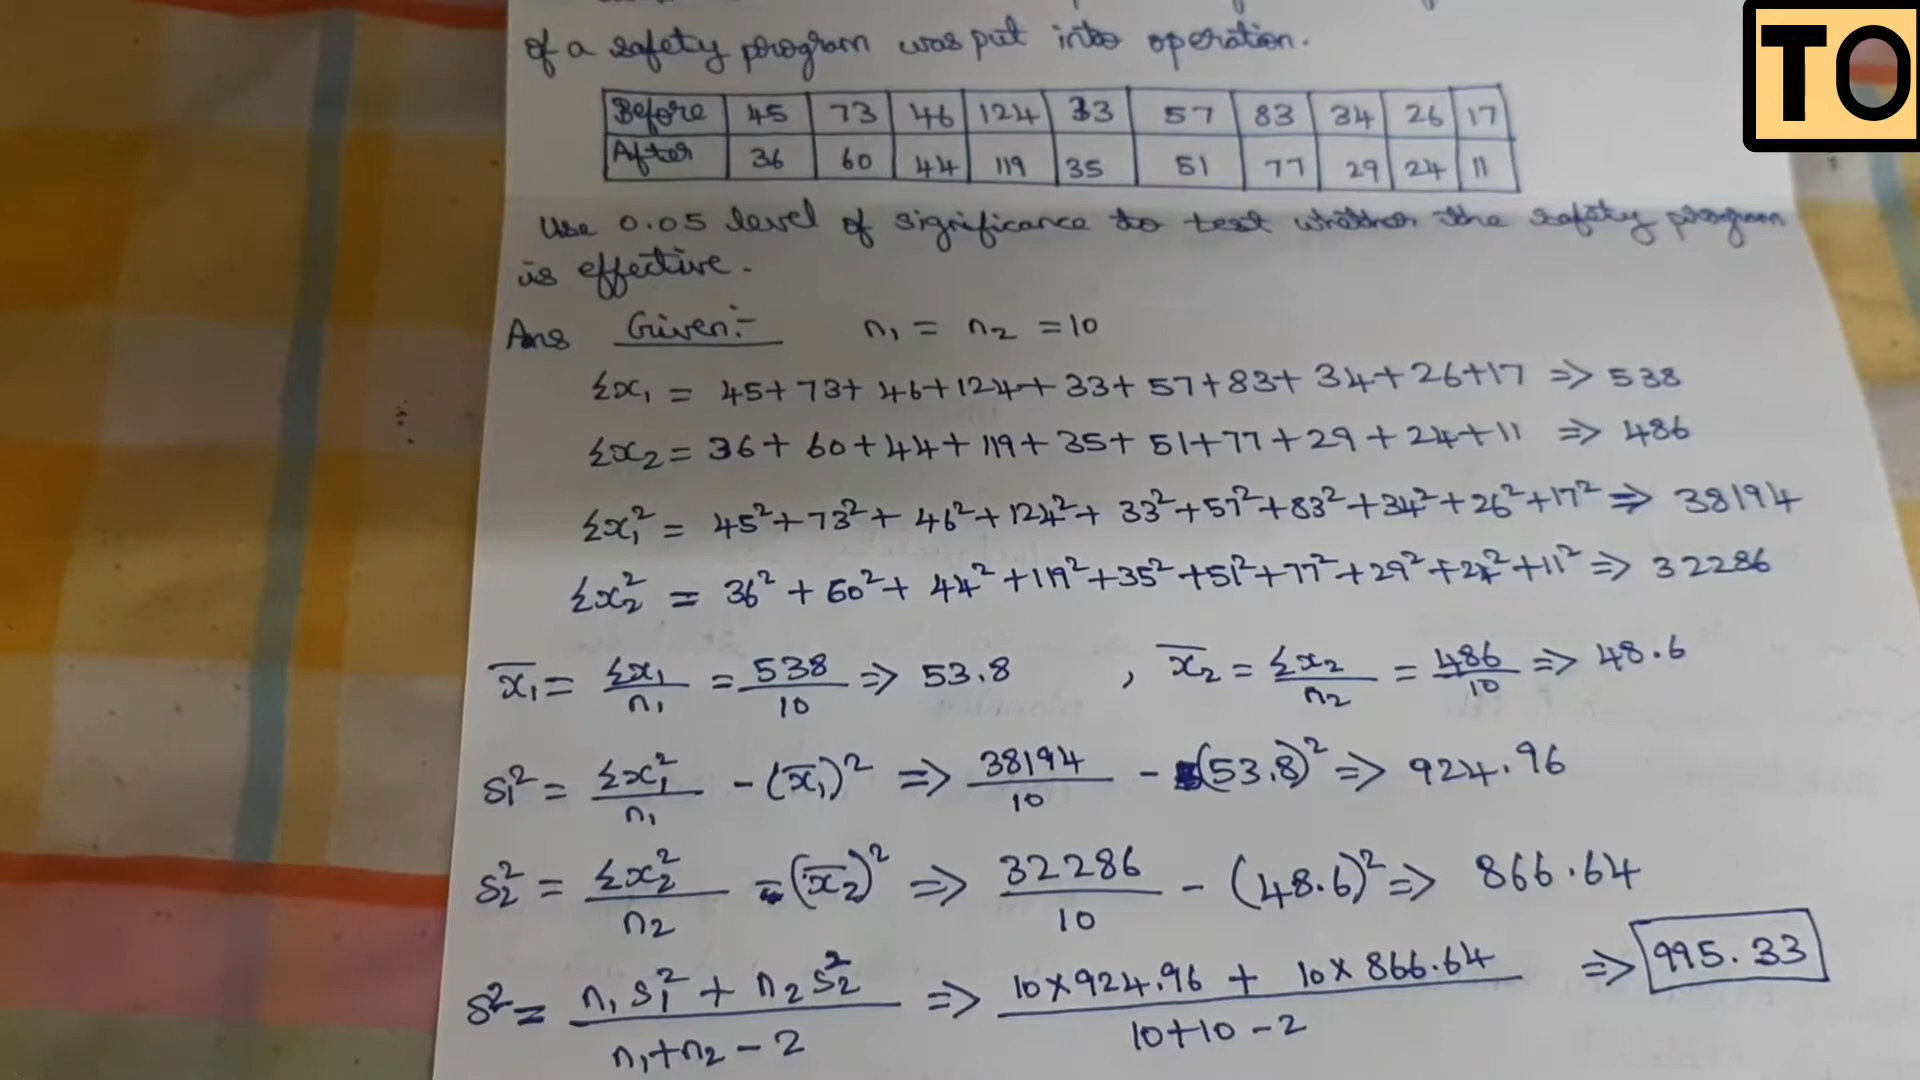 TO
of a safety program was put into operation.
Before 45 73 46 124 33 57 83 34 26 17
After 36 60 44 119 35 51 77 29 24 11
Use 0.05 level of significance to test whether the safety program
is effective.
Ans Given:- n₁ = n₂ = 10
Σx₁ = 45+73+46+124+33+57+83+34+26+17 => 538
Σx₂ = 36+60+44+119+35+51+77+29+24+11 => 486
Σx₁² = 45²+73²+46²+124²+33²+57²+83²+34²+26²+17² => 38194
Σx₂² = 36²+60²+44²+119²+35²+51²+77²+29²+24²+11² => 32286
x̄₁ = Σx₁/n₁ = 538/10 => 53.8 , x̄₂ = Σx₂/n₂ = 486/10 => 48.6
s₁² = Σx₁²/n₁ - (x̄₁)² => 38194/10 - (53.8)² => 924.96
s₂² = Σx₂²/n₂ - (x̄₂)² => 32286/10 - (48.6)² => 866.64
s² = n₁s₁² + n₂s₂² / n₁+n₂-2 => 10×924.96 + 10×866.64 / 10+10-2 => 995.33